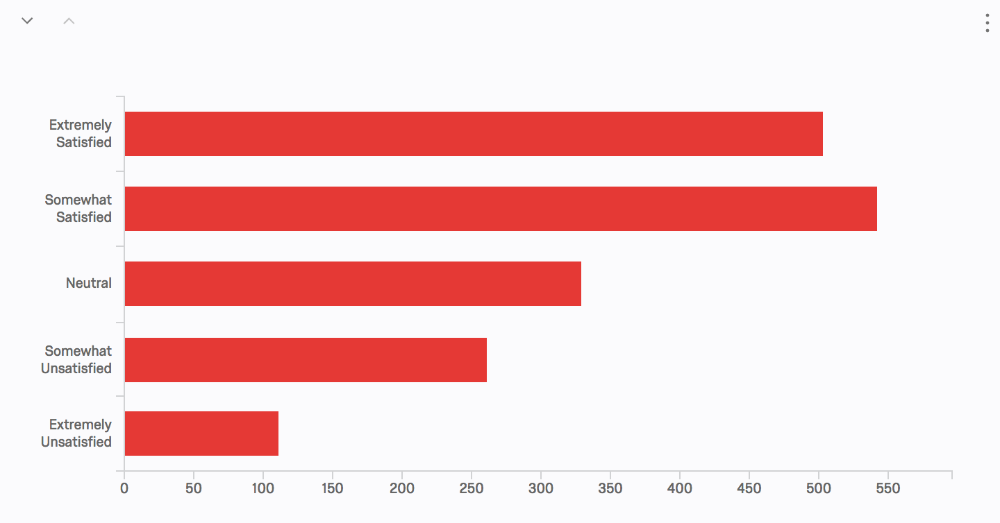 Extremely
Satisfied
Somewhat
Satisfied
Neutral
Somewhat
Unsatisfied
Extremely
Unsatisfied
0 50 100 150 200 250 300 350 400 450 500 550